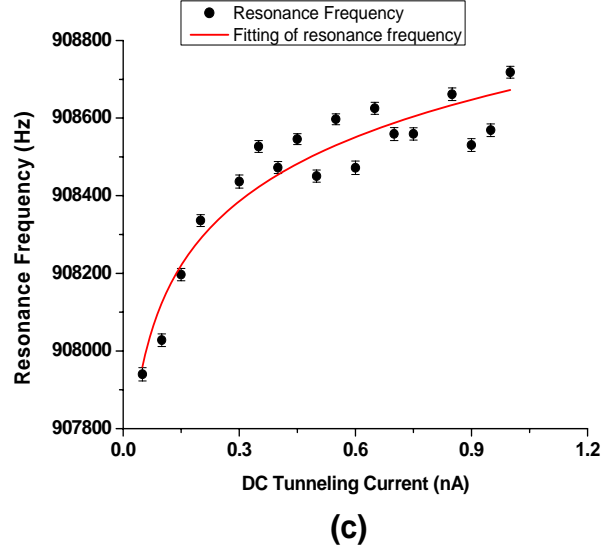 Resonance Frequency
Fitting of resonance frequency
Resonance Frequency (Hz)
908800
908600
908400
908200
908000
907800
0.0 0.3 0.6 0.9 1.2
DC Tunneling Current (nA)
(c)